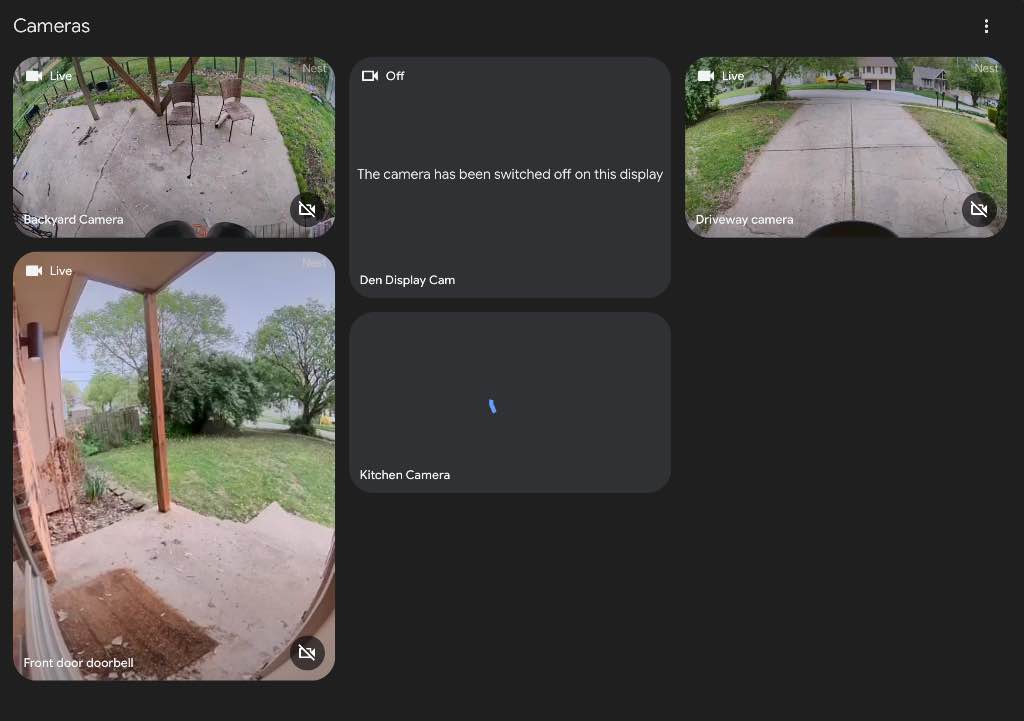 Cameras
Live
Nest
Backyard Camera
Off
The camera has been switched off on this display
Den Display Cam
Live
Nest
Driveway camera
Live
Nest
Front door doorbell
Kitchen Camera